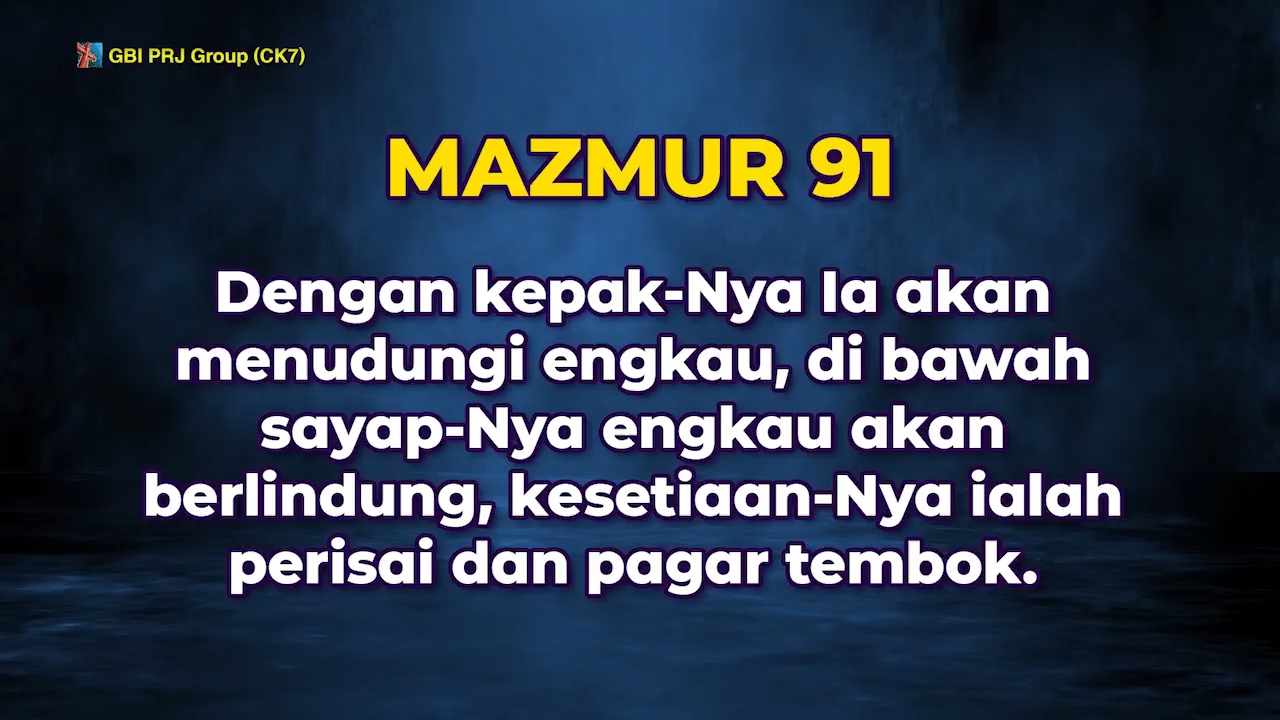 GBI PRJ Group (CK7)
MAZMUR 91
Dengan kepak-Nya Ia akan
menudungi engkau, di bawah
sayap-Nya engkau akan
berlindung, kesetiaan-Nya ialah
perisai dan pagar tembok.